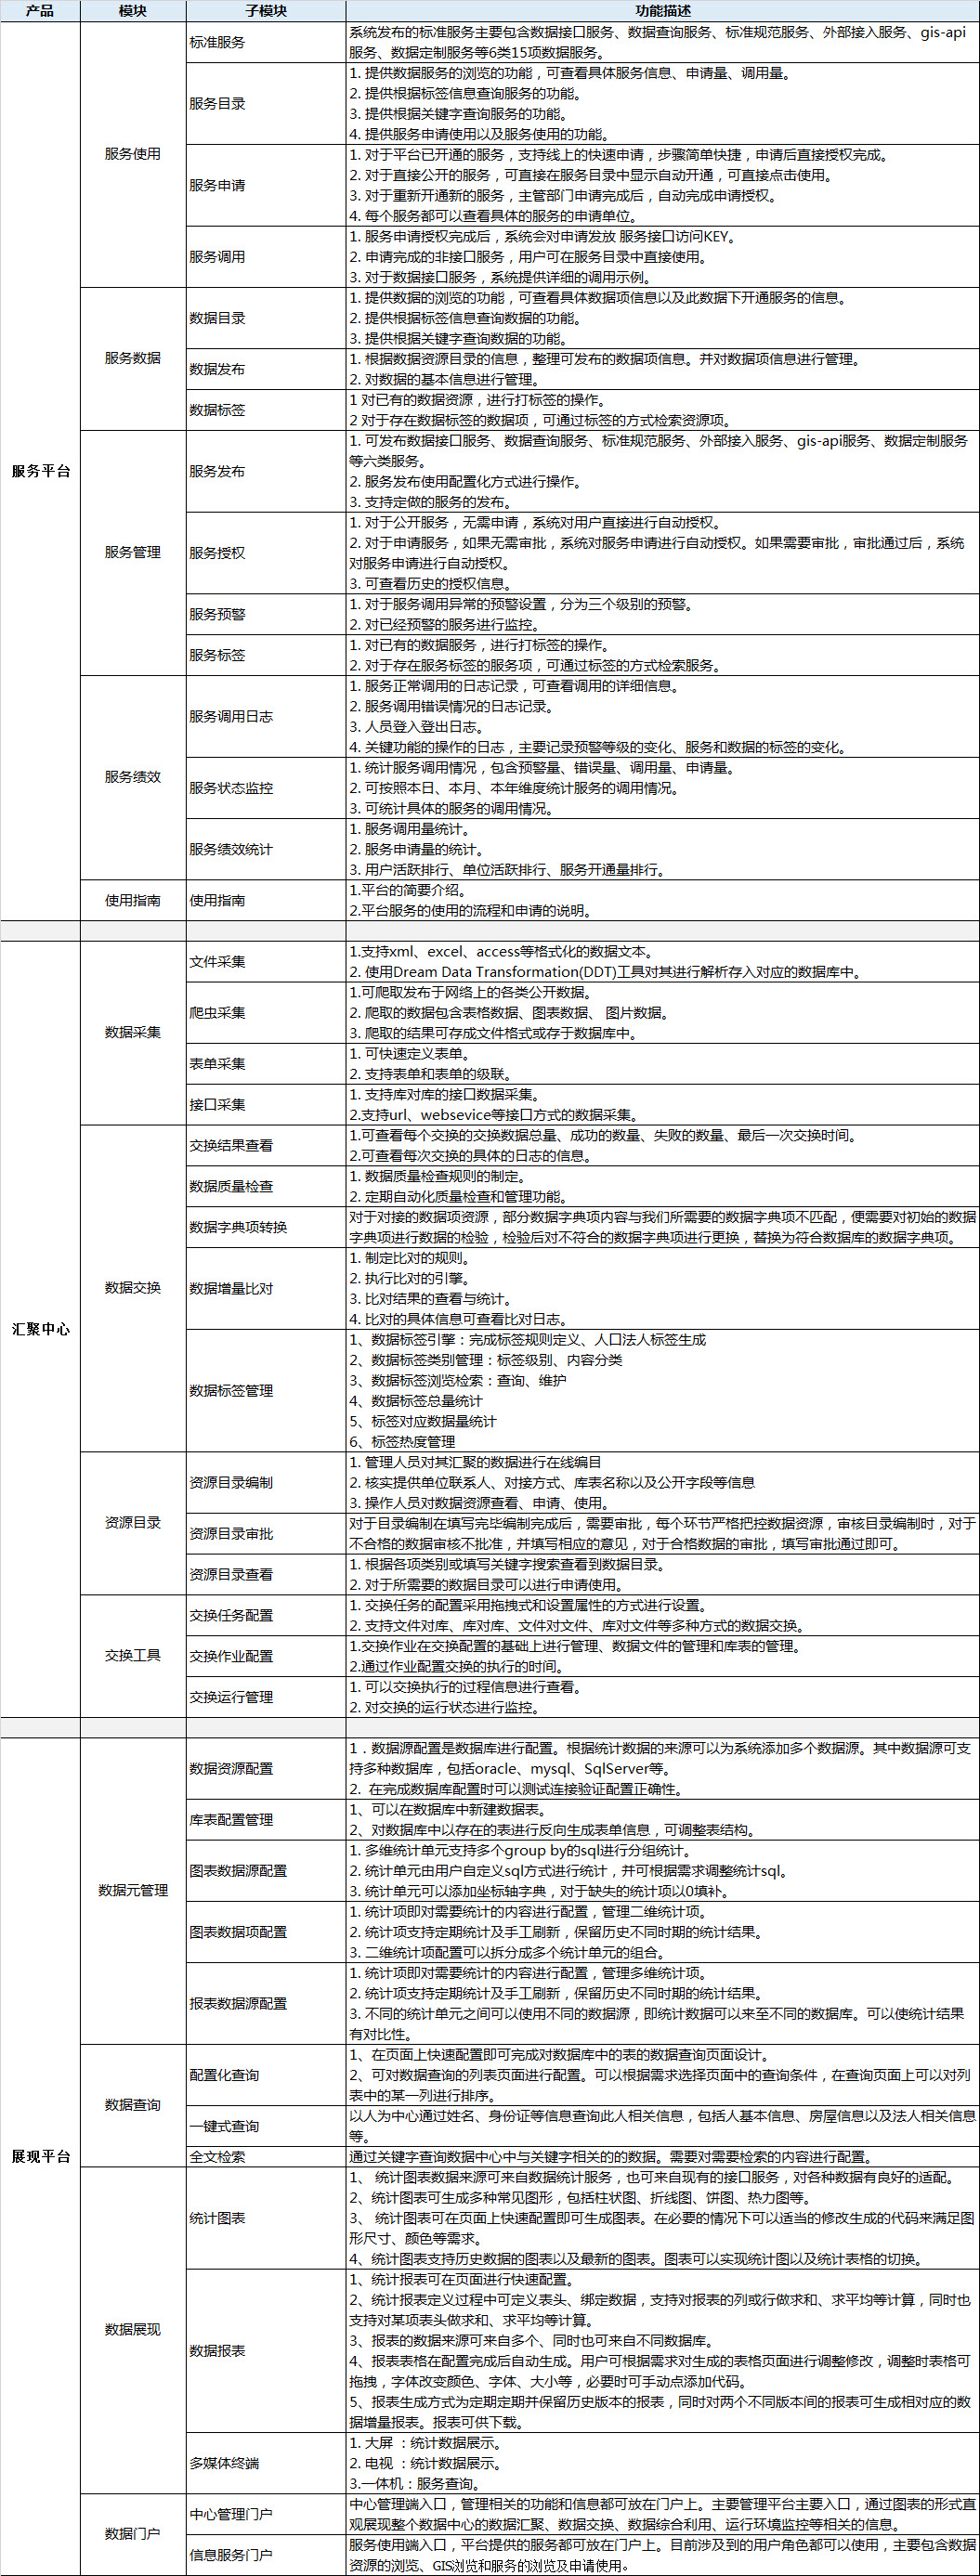 产品 模块 子模块 功能描述
服务平台
服务使用
标准服务
系统发布的标准服务主要包含数据接口服务、数据查询服务、标准规范服务、外部接入服务、gis-api
服务、数据定制服务等6类15项数据服务。
服务目录
1. 提供数据服务的浏览的功能，可查看具体服务信息、申请量、调用量。
2. 提供根据标签信息查询服务的功能。
3. 提供根据关键字查询服务的功能。
4. 提供服务申请使用以及服务使用的功能。
服务申请
1. 对于平台已开通的服务，支持线上的快速申请，步骤简单快捷，申请后直接授权完成。
2. 对于直接公开的服务，可直接在服务目录中显示自动开通，可直接点击使用。
3. 对于重新开通新的服务，主管部门申请完成后，自动完成申请授权。
4. 每个服务都可以查看具体的服务的申请单位。
服务调用
1. 服务申请授权完成后，系统会对申请发放 服务接口访问KEY。
2. 申请完成的非接口服务，用户可在服务目录中直接使用。
3. 对于数据接口服务，系统提供详细的调用示例。
服务数据
数据目录
1. 提供数据的浏览的功能，可查看具体数据项信息以及此数据下开通服务的信息。
2. 提供根据标签信息查询数据的功能。
3. 提供根据关键字查询数据的功能。
数据发布
1. 根据数据资源目录的信息，整理可发布的数据项信息。并对数据项信息进行管理。
2. 对数据的基本信息进行管理。
数据标签
1 对已有的数据资源，进行打标签的操作。
2 对于存在数据标签的数据项，可通过标签的方式检索资源项。
服务管理
服务发布
1. 可发布数据接口服务、数据查询服务、标准规范服务、外部接入服务、gis-api服务、数据定制服务
等六类服务。
2. 服务发布使用配置化方式进行操作。
3. 支持定做的服务的发布。
服务授权
1. 对于公开服务，无需申请，系统对用户直接进行自动授权。
2. 对于申请服务，如果无需审批，系统对服务申请进行自动授权。如果需要审批，审批通过后，系统
对服务申请进行自动授权。
3. 可查看历史的授权信息。
服务预警
1. 对于服务调用异常的预警设置，分为三个级别的预警。
2. 对已经预警的服务进行监控。
服务标签
1. 对已有的数据服务，进行打标签的操作。
2. 对于存在服务标签的服务项，可通过标签的方式检索服务。
服务绩效
服务调用日志
1. 服务正常调用的日志记录，可查看调用的详细信息。
2. 服务调用错误情况的日志记录。
3. 人员登入登出日志。
4. 关键功能的操作的日志，主要记录预警等级的变化、服务和数据的标签的变化。
服务状态监控
1. 统计服务调用情况，包含预警量、错误量、调用量、申请量。
2. 可按照本日、本月、本年维度统计服务的调用情况。
3. 可统计具体的服务的调用情况。
服务绩效统计
1. 服务调用量统计。
2. 服务申请量的统计。
3. 用户活跃排行、单位活跃排行、服务开通量排行。
使用指南
使用指南
1.平台的简要介绍。
2.平台服务的使用的流程和申请的说明。
汇聚中心
数据采集
文件采集
1.支持xml、excel、access等格式化的数据文本。
2. 使用Dream Data Transformation(DDT)工具对其进行解析存入对应的数据库中。
爬虫采集
1.可爬取发布于网络上的各类公开数据。
2. 爬取的数据包含表格数据、图表数据、 图片数据。
3. 爬取的结果可存成文件格式或存于数据库中。
表单采集
1. 可快速定义表单。
2. 支持表单和表单的级联。
接口采集
1. 支持库对库的接口数据采集。
2.支持url、websevice等接口方式的数据采集。
数据交换
交换结果查看
1.可查看每个交换的交换数据总量、成功的数量、失败的数量、最后一次交换时间。
2.可查看每次交换的具体的日志的信息。
数据质量检查
1. 数据质量检查规则的制定。
2. 定期自动化质量检查和管理功能。
数据字典项转换
对于对接的数据项资源，部分数据字典项内容与我们所需要的数据字典项不匹配，便需要对初始的数据
字典项进行数据的检验，检验后对不符合的数据字典项进行更换，替换为符合数据库的数据字典项。
数据增量比对
1. 制定比对的规则。
2. 执行比对的引擎。
3. 比对结果的查看与统计。
4. 比对的具体信息可查看比对日志。
数据标签管理
1、数据标签引擎：完成标签规则定义、人口法人标签生成
2、数据标签类别管理：标签级别、内容分类
3、数据标签浏览检索：查询、维护
4、数据标签总量统计
5、标签对应数据量统计
6、标签热度管理
资源目录
资源目录编制
1. 管理人员对其汇聚的数据进行在线编目
2. 核实提供单位联系人、对接方式、库表名称以及公开字段等信息
3. 操作人员对数据资源查看、申请、使用。
资源目录审批
对于目录编制在填写完毕编制完成后，需要审批，每个环节严格把控数据资源，审核目录编制时，对于
不合格的数据审核不批准，并填写相应的意见，对于合格数据的审批，填写审批通过即可。
资源目录查看
1. 根据各项类别或填写关键字搜索查看到数据目录。
2. 对于所需要的数据目录可以进行申请使用。
交换工具
交换任务配置
1. 交换任务的配置采用拖拽式和设置属性的方式进行设置。
2. 支持文件对库、库对库、文件对文件、库对文件等多种方式的数据交换。
交换作业配置
1.交换作业在交换配置的基础上进行管理、数据文件的管理和库表的管理。
2.通过作业配置交换的执行的时间。
交换运行管理
1. 可以交换执行的过程信息进行查看。
2. 对交换的运行状态进行监控。
展现平台
数据元管理
数据资源配置
1．数据源配置是数据库进行配置。根据统计数据的来源可以为系统添加多个数据源。其中数据源可支
持多种数据库，包括oracle、mysql、SqlServer等。
2. 在完成数据库配置时可以测试连接验证配置正确性。
库表配置管理
1、可以在数据库中新建数据表。
2、对数据库中以存在的表进行反向生成表单信息，可调整表结构。
图表数据源配置
1. 多维统计单元支持多个group by的sql进行分组统计。
2. 统计单元由用户自定义sql方式进行统计，并可根据需求调整统计sql。
3. 统计单元可以添加坐标轴字典，对于缺失的统计项以0填补。
图表数据项配置
1. 统计项即对需要统计的内容进行配置，管理二维统计项。
2. 统计项支持定期统计及手工刷新，保留历史不同时期的统计结果。
3. 二维统计项配置可以拆分成多个统计单元的组合。
报表数据源配置
1. 统计项即对需要统计的内容进行配置，管理多维统计项。
2. 统计项支持定期统计及手工刷新，保留历史不同时期的统计结果。
3. 不同的统计单元之间可以使用不同的数据源，即统计数据可以来至不同的数据库。可以使统计结果
有对比性。
数据查询
配置化查询
1、在页面上快速配置即可完成对数据库中的表的数据查询页面设计。
2、可对数据查询的列表页面进行配置。可以根据需求选择页面中的查询条件，在查询页面上可以对列
表中的某一列进行排序。
一键式查询
以人为中心通过姓名、身份证等信息查询此人相关信息，包括人基本信息、房屋信息以及法人相关信息
等。
全文检索
通过关键字查询数据中心中与关键字相关的的数据。需要对需要检索的内容进行配置。
数据展现
统计图表
1、 统计图表数据来源可来自数据统计服务，也可来自现有的接口服务，对各种数据有良好的适配。
2、统计图表可生成多种常见图形，包括柱状图、折线图、饼图、热力图等。
3、 统计图表可在页面上快速配置即可生成图表。在必要的情况下可以适当的修改生成的代码来满足图
形尺寸、颜色等需求。
4、统计图表支持历史数据的图表以及最新的图表。图表可以实现统计图以及统计表格的切换。
数据报表
1、统计报表可在页面进行快速配置。
2、统计报表定义过程中可定义表头、绑定数据，支持对报表的列或行做求和、求平均等计算，同时也
支持对某项表头做求和、求平均等计算。
3、报表的数据来源可来自多个、同时也可来自不同数据库。
4、报表表格在配置完成后自动生成。用户可根据需求对生成的表格页面进行调整修改，调整时表格可
拖拽，字体改变颜色、字体、大小等，必要时可手动点添加代码。
5、报表生成方式为定期定期并保留历史版本的报表，同时对两个不同版本间的报表可生成相对应的数
据增量报表。报表可供下载。
多媒体终端
1. 大屏 ：统计数据展示。
2. 电视 ：统计数据展示。
3.一体机：服务查询。
数据门户
中心管理门户
中心管理端入口，管理相关的功能和信息都可放在门户上。主要管理平台主要入口，通过图表的形式直
观展现整个数据中心的数据汇聚、数据交换、数据综合利用、运行环境监控等相关的信息。
信息服务门户
服务使用端入口，平台提供的服务都可放在门户上。目前涉及到的用户角色都可以使用，主要包含数据
资源的浏览、GIS浏览和服务的浏览及申请使用。